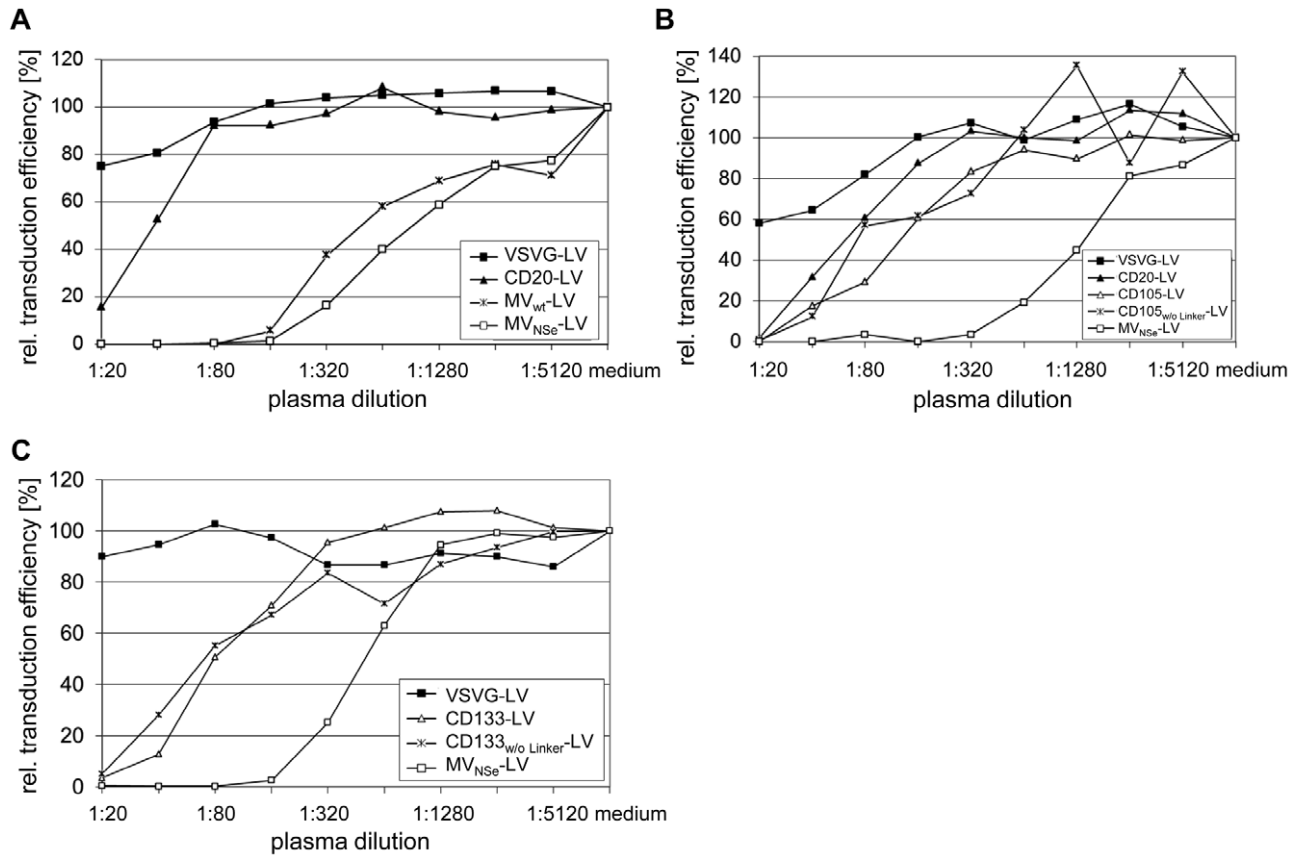 A
rel. transduction efficiency [%]
120
100
80
60
40
20
0
VSVG-LV
CD20-LV
MVwt-LV
MVNSe-LV
1:20 1:80 1:320 1:1280 1:5120 medium
plasma dilution
B
rel. transduction efficiency [%]
140
120
100
80
60
40
20
0
VSVG-LV
CD20-LV
CD105-LV
CD105w/o Linker-LV
MVNSe-LV
1:20 1:80 1:320 1:1280 1:5120 medium
plasma dilution
C
rel. transduction efficiency [%]
120
100
80
60
40
20
0
VSVG-LV
CD133-LV
CD133w/o Linker-LV
MVNSe-LV
1:20 1:80 1:320 1:1280 1:5120 medium
plasma dilution